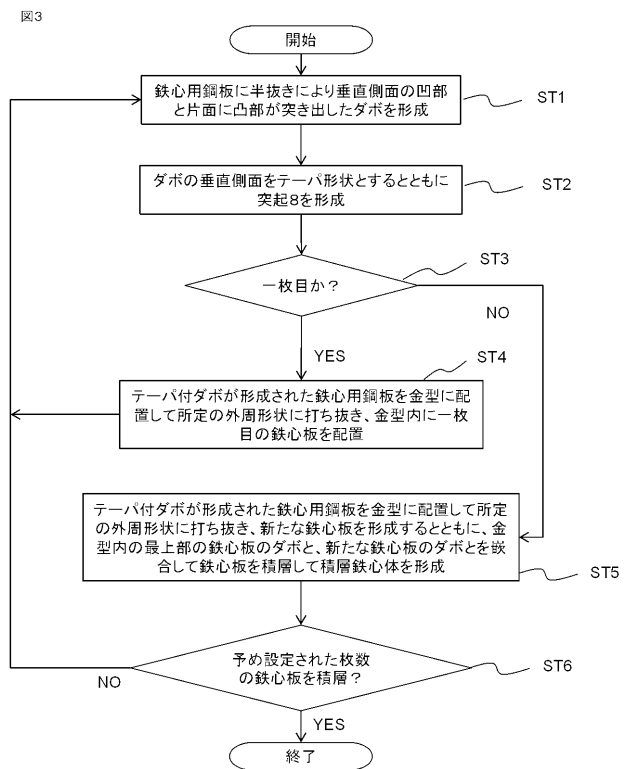 図3
開始
鉄心用鋼板に半抜きにより垂直側面の凹部
と片面に凸部が突き出したダボを形成
ST1
ダボの垂直側面をテーパ形状とするとともに
突起8を形成
ST2
一枚目か?
ST3
NO
YES
ST4
テーパ付ダボが形成された鉄心用鋼板を金型に配
置して所定の外周形状に打ち抜き、金型内に一枚
目の鉄心板を配置
テーパ付ダボが形成された鉄心用鋼板を金型に配置して所定
の外周形状に打ち抜き、新たな鉄心板を形成するとともに、金
型内の最上部の鉄心板のダボと、新たな鉄心板のダボとを嵌
合して鉄心板を積層して積層鉄心体を形成
ST5
予め設定された枚数
の鉄心板を積層?
ST6
NO
YES
終了